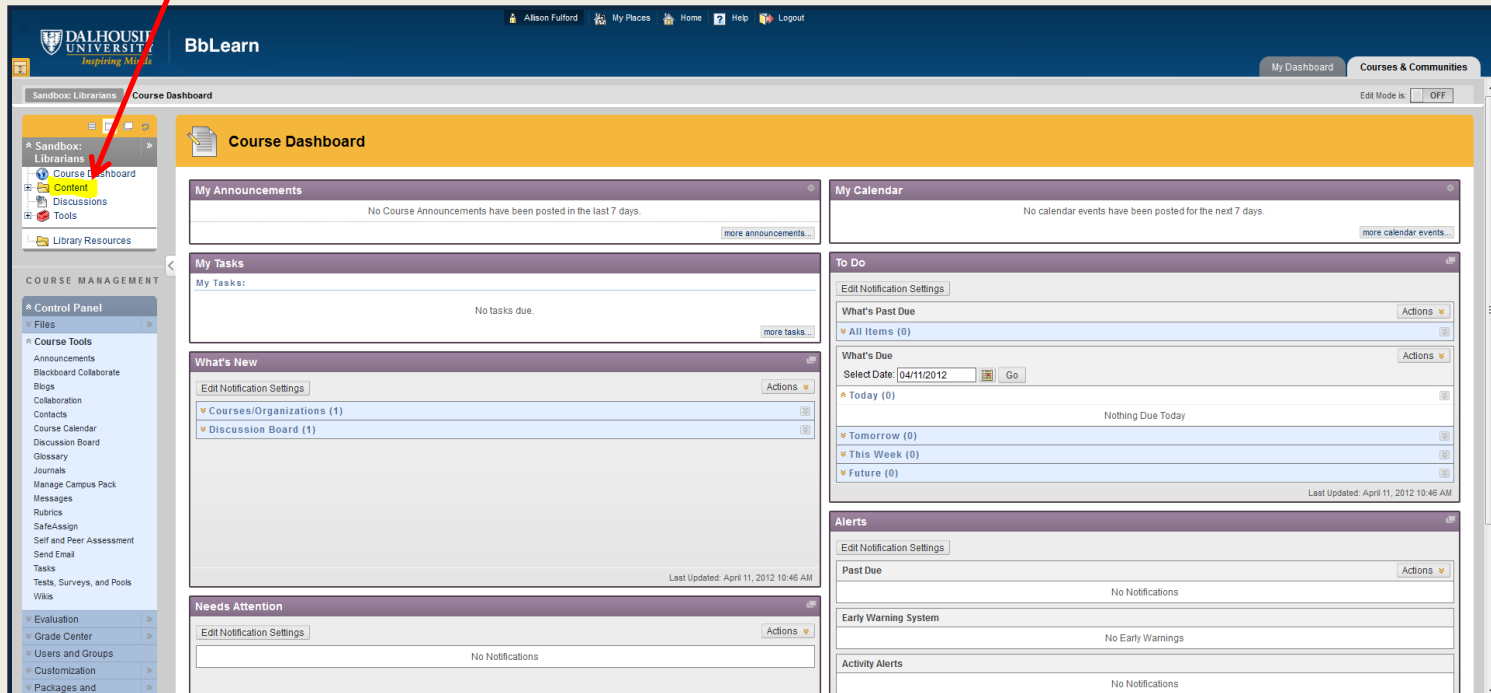 Allison Fulford My Places Home Help Logout
DALHOUSIE
UNIVERSITY
Inspiring Minds
BbLearn
My Dashboard Courses & Communities
Sandbox: Librarians Course Dashboard
Edit Mode is: OFF
Sandbox:
Librarians
Course Dashboard
Content
Discussions
Tools
Library Resources
COURSE MANAGEMENT
Control Panel
Files
Course Tools
Announcements
Blackboard Collaborate
Blogs
Collaboration
Contacts
Course Calendar
Discussion Board
Glossary
Journals
Manage Campus Pack
Messages
Rubrics
SafeAssign
Self and Peer Assessment
Send Email
Tasks
Tests, Surveys, and Pools
Wikis
Evaluation
Grade Center
Users and Groups
Customization
Packages and
Course Dashboard
My Announcements
No Course Announcements have been posted in the last 7 days.
more announcements...
My Tasks
My Tasks:
No tasks due.
more tasks...
What's New
Edit Notification Settings
Actions
Courses/Organizations (1)
Discussion Board (1)
Last Updated: April 11, 2012 10:46 AM
Needs Attention
Edit Notification Settings
Actions
No Notifications
My Calendar
No calendar events have been posted for the next 7 days.
more calendar events...
To Do
Edit Notification Settings
What's Past Due
Actions
All Items (0)
What's Due
Actions
Select Date: 04/11/2012 Go
Today (0)
Nothing Due Today
Tomorrow (0)
This Week (0)
Future (0)
Last Updated: April 11, 2012 10:46 AM
Alerts
Edit Notification Settings
Past Due
Actions
No Notifications
Early Warning System
No Early Warnings
Activity Alerts
No Notifications